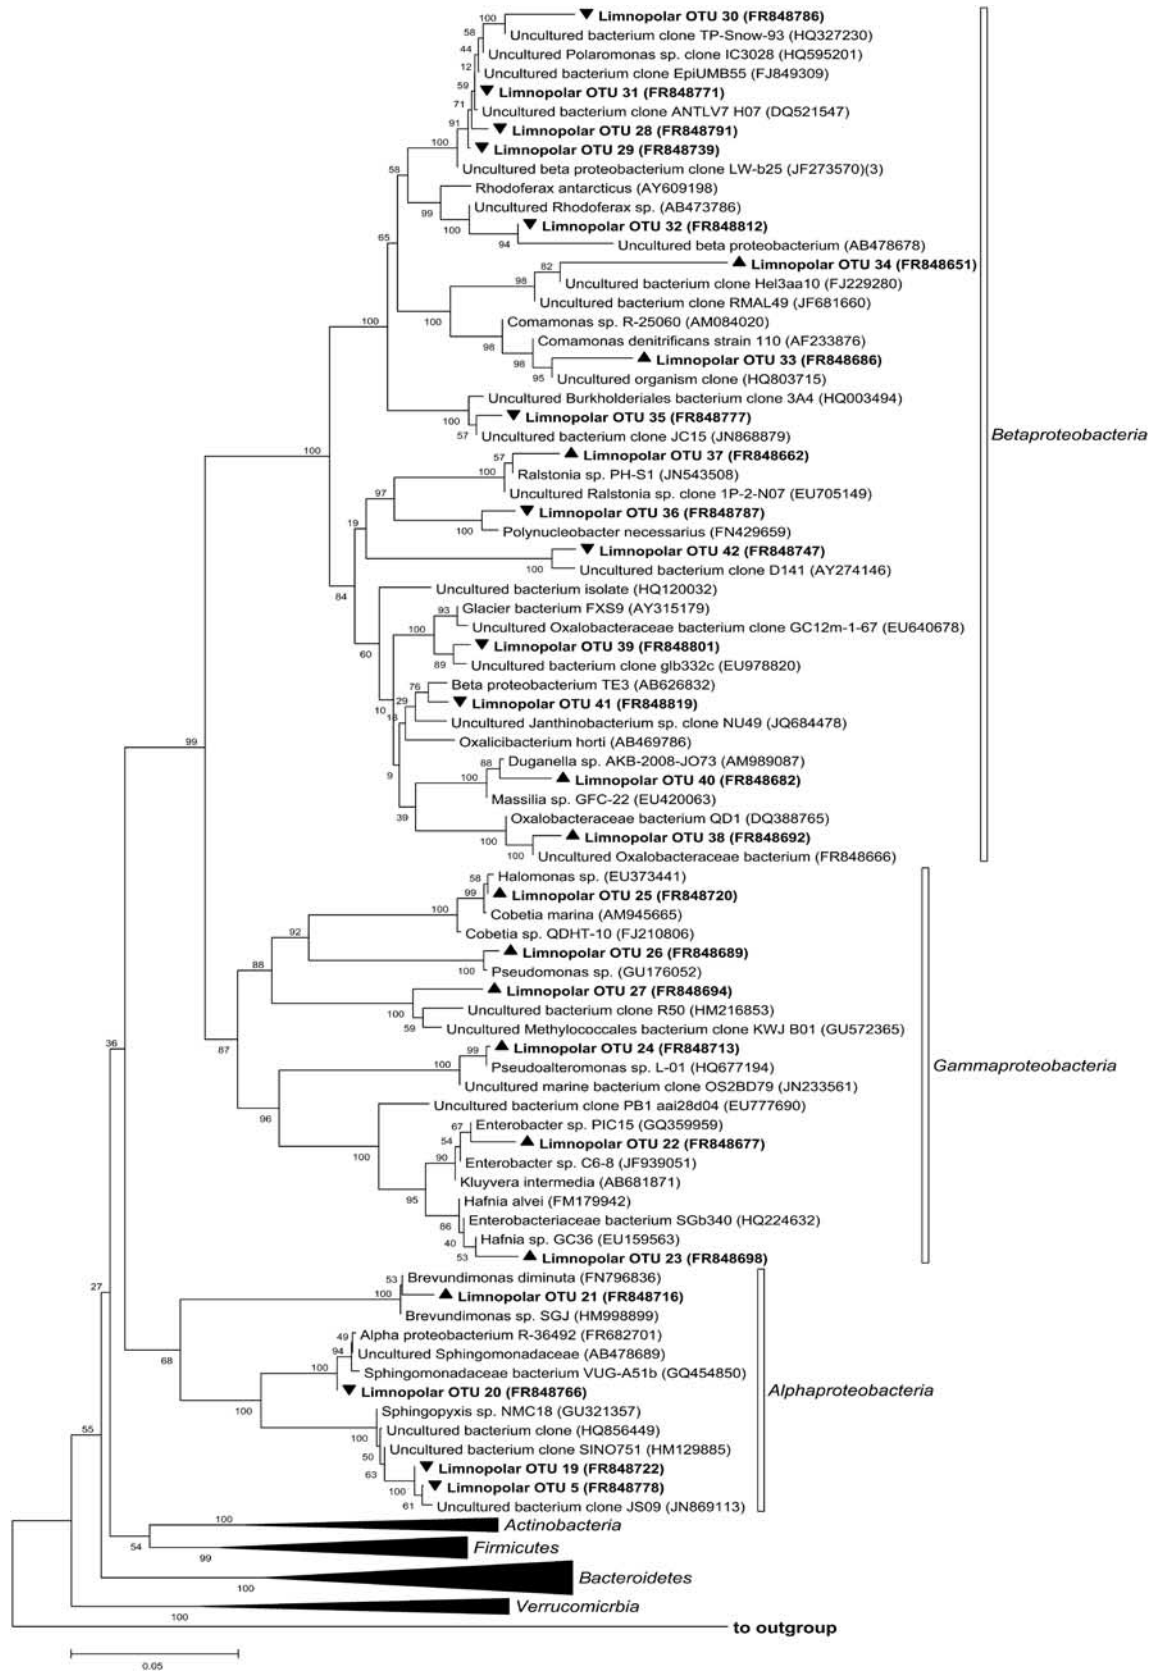 100
▼ Limnopolar OTU 30 (FR848786)
58
Uncultured bacterium clone TP-Snow-93 (HQ327230)
44
Uncultured Polaromonas sp. clone IC3028 (HQ595201)
12
Uncultured bacterium clone EpiUMB55 (FJ849309)
59
▼ Limnopolar OTU 31 (FR848771)
71
Uncultured bacterium clone ANTLV7 H07 (DQ521547)
91
▼ Limnopolar OTU 28 (FR848791)
100
▼ Limnopolar OTU 29 (FR848739)
Uncultured beta proteobacterium clone LW-b25 (JF273570)(3)
58
Rhodoferax antarcticus (AY609198)
99
Uncultured Rhodoferax sp. (AB473786)
100
▼ Limnopolar OTU 32 (FR848812)
94
Uncultured beta proteobacterium (AB478678)
65
82
▲ Limnopolar OTU 34 (FR848651)
98
Uncultured bacterium clone Hel3aa10 (FJ229280)
Uncultured bacterium clone RMAL49 (JF681660)
100
100
Comamonas sp. R-25060 (AM084020)
98
Comamonas denitrificans strain 110 (AF233876)
98
▲ Limnopolar OTU 33 (FR848686)
95
Uncultured organism clone (HQ803715)
Uncultured Burkholderiales bacterium clone 3A4 (HQ003494)
100
▼ Limnopolar OTU 35 (FR848777)
57
Uncultured bacterium clone JC15 (JN868879)
Betaproteobacteria
100
57
▲ Limnopolar OTU 37 (FR848662)
100
Ralstonia sp. PH-S1 (JN543508)
97
Uncultured Ralstonia sp. clone 1P-2-N07 (EU705149)
▼ Limnopolar OTU 36 (FR848787)
19
100
Polynucleobacter necessarius (FN429659)
▼ Limnopolar OTU 42 (FR848747)
100
Uncultured bacterium clone D141 (AY274146)
84
Uncultured bacterium isolate (HQ120032)
93
Glacier bacterium FXS9 (AY315179)
100
Uncultured Oxalobacteraceae bacterium clone GC12m-1-67 (EU640678)
60
▼ Limnopolar OTU 39 (FR848801)
89
Uncultured bacterium clone glb332c (EU978820)
76
Beta proteobacterium TE3 (AB626832)
29
▼ Limnopolar OTU 41 (FR848819)
10
Uncultured Janthinobacterium sp. clone NU49 (JQ684478)
Oxalicibacterium horti (AB469786)
99
88
Duganella sp. AKB-2008-JO73 (AM989087)
9
100
▲ Limnopolar OTU 40 (FR848682)
Massilia sp. GFC-22 (EU420063)
39
Oxalobacteraceae bacterium QD1 (DQ388765)
100
▲ Limnopolar OTU 38 (FR848692)
100
Uncultured Oxalobacteraceae bacterium (FR848666)
58
Halomonas sp. (EU373441)
99
▲ Limnopolar OTU 25 (FR848720)
100
Cobetia marina (AM945665)
92
Cobetia sp. QDHT-10 (FJ210806)
▲ Limnopolar OTU 26 (FR848689)
88
100
Pseudomonas sp. (GU176052)
▲ Limnopolar OTU 27 (FR848694)
100
Uncultured bacterium clone R50 (HM216853)
59
Uncultured Methylococcales bacterium clone KWJ B01 (GU572365)
36
87
99
▲ Limnopolar OTU 24 (FR848713)
100
Pseudoalteromonas sp. L-01 (HQ677194)
Gammaproteobacteria
Uncultured marine bacterium clone OS2BD79 (JN233561)
96
Uncultured bacterium clone PB1 aai28d04 (EU777690)
67
Enterobacter sp. PIC15 (GQ359959)
54
▲ Limnopolar OTU 22 (FR848677)
100
90
Enterobacter sp. C6-8 (JF939051)
Kluyvera intermedia (AB681871)
95
Hafnia alvei (FM179942)
86
Enterobacteriaceae bacterium SGb340 (HQ224632)
40
Hafnia sp. GC36 (EU159563)
53
▲ Limnopolar OTU 23 (FR848698)
27
53
Brevundimonas diminuta (FN796836)
100
▲ Limnopolar OTU 21 (FR848716)
Brevundimonas sp. SGJ (HM998899)
49
Alpha proteobacterium R-36492 (FR682701)
68
94
Uncultured Sphingomonadaceae (AB478689)
100
Sphingomonadaceae bacterium VUG-A51b (GQ454850)
▼ Limnopolar OTU 20 (FR848766)
Alphaproteobacteria
100
Sphingopyxis sp. NMC18 (GU321357)
55
Uncultured bacterium clone (HQ856449)
100
Uncultured bacterium clone SINO751 (HM129885)
50
▼ Limnopolar OTU 19 (FR848722)
63
100
▼ Limnopolar OTU 5 (FR848778)
61
Uncultured bacterium clone JS09 (JN869113)
100
Actinobacteria
54
Firmicutes
99
Bacteroidetes
100
Verrucomicrbia
100
to outgroup
0.05